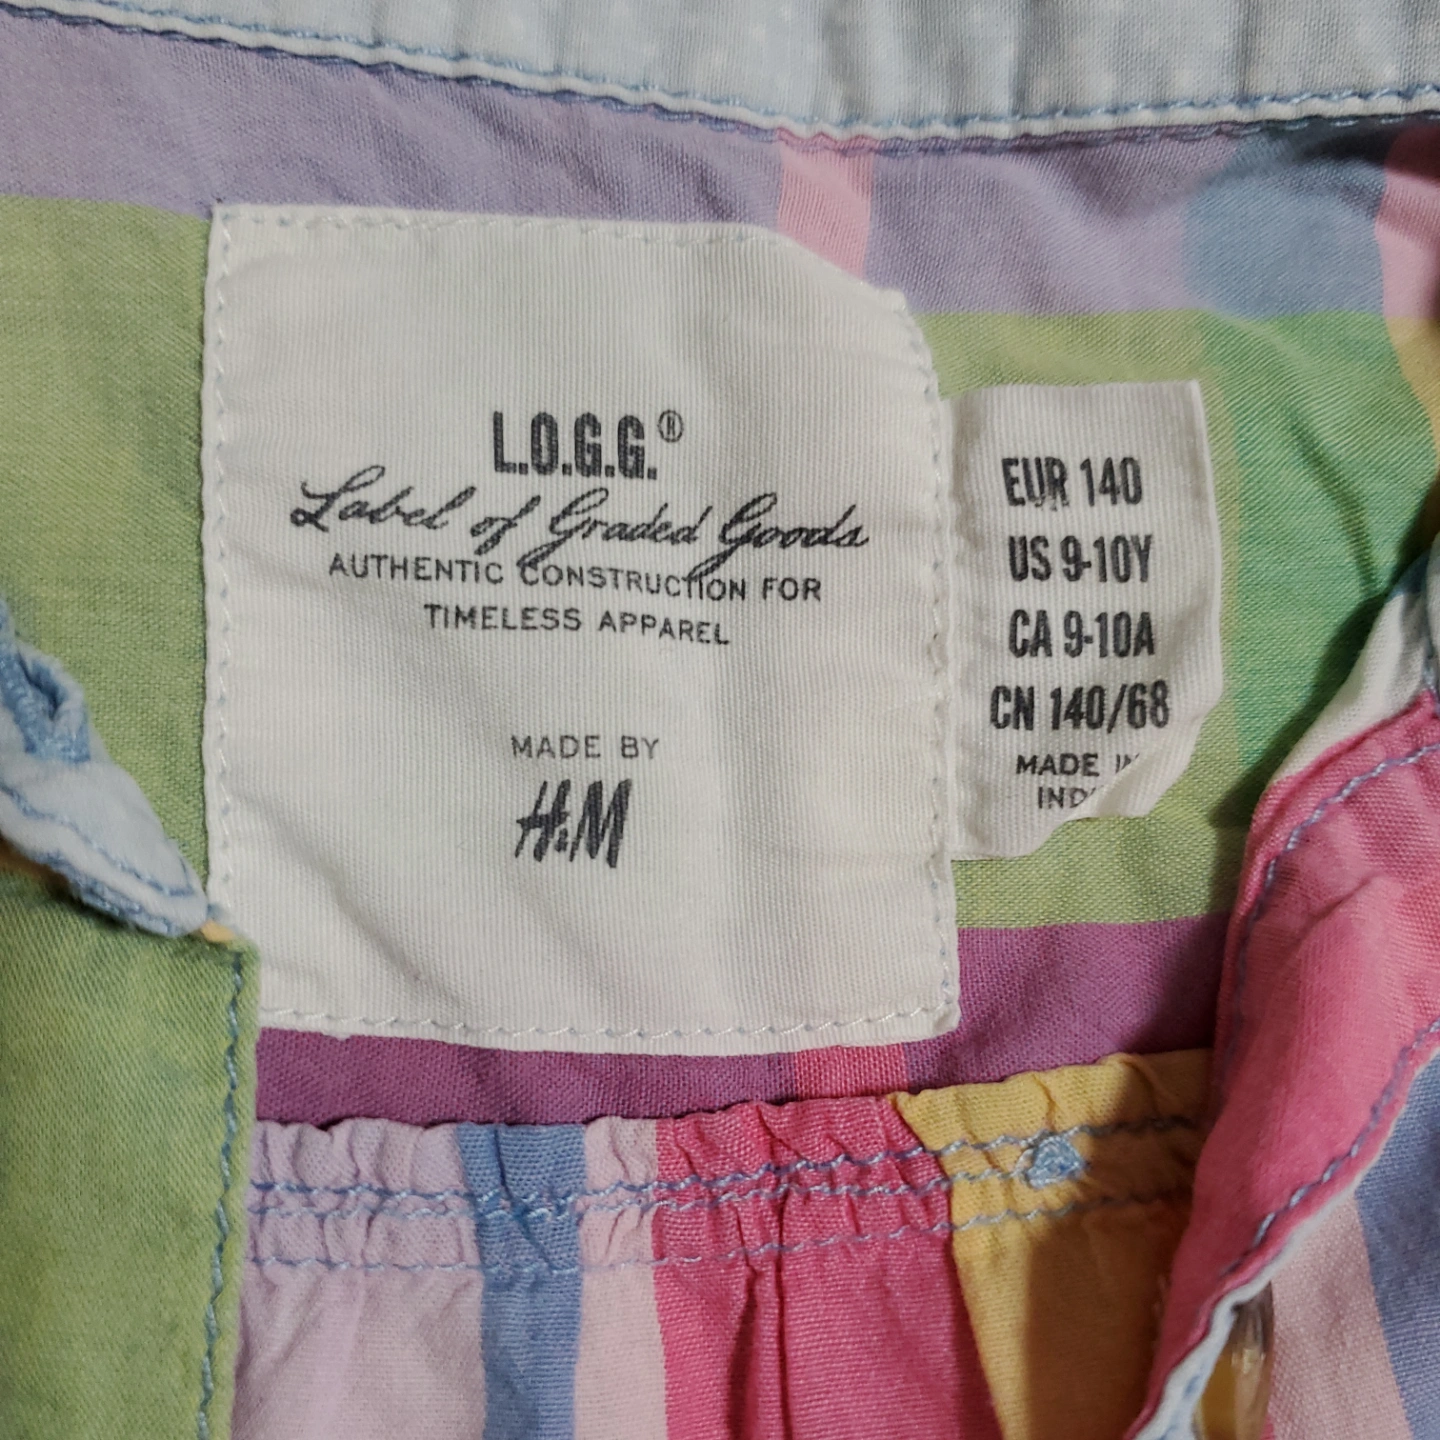 L.O.G.G.®
Label of Graded Goods
AUTHENTIC CONSTRUCTION FOR
TIMELESS APPAREL
MADE BY
H&M
EUR 140
US 9-10Y
CA 9-10A
CN 140/68
MADE IN